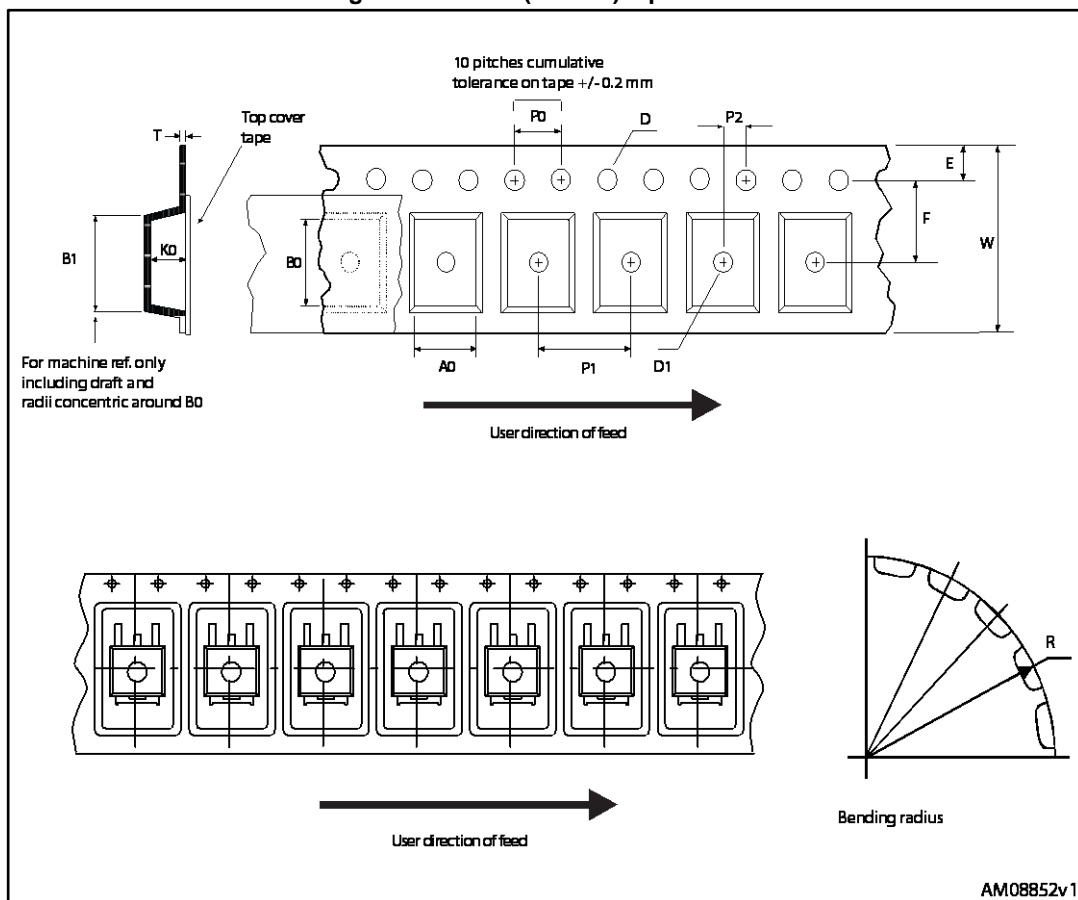 10 pitches cumulative
tolerance on tape +/- 0.2 mm
Top cover
tape
T
P0
D
P2
E
F
W
B1
K0
B0
For machine ref. only
including draft and
radii concentric around B0
A0
P1
D1
User direction of feed
R
Bending radius
User direction of feed
AM08852v1